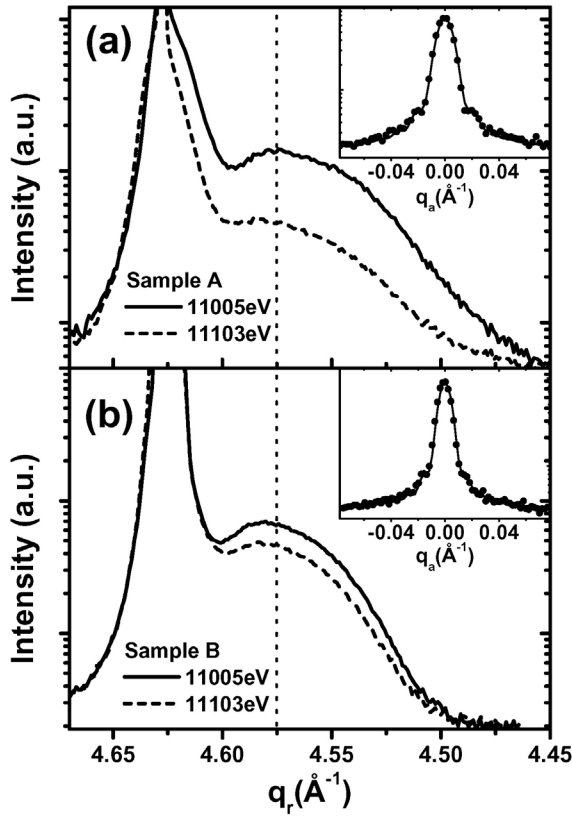 (a)
Intensity (a.u.)
Sample A
11005eV
11103eV
-0.04 0.00 0.04
qₐ(Å⁻¹)
(b)
Intensity (a.u.)
Sample B
11005eV
11103eV
-0.04 0.00 0.04
qₐ(Å⁻¹)
4.65 4.60 4.55 4.50 4.45
qᵣ(Å⁻¹)